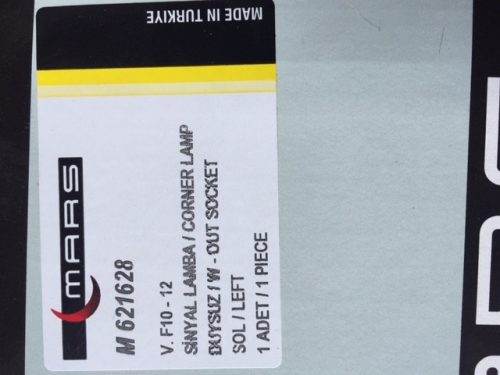 MADE IN TURKIYE
MARS
M 621628
V. F10 - 12
SİNYAL LAMBA / CORNER LAMP
DUYSUZ / W - OUT SOCKET
SOL / LEFT
1 ADET / 1 PIECE